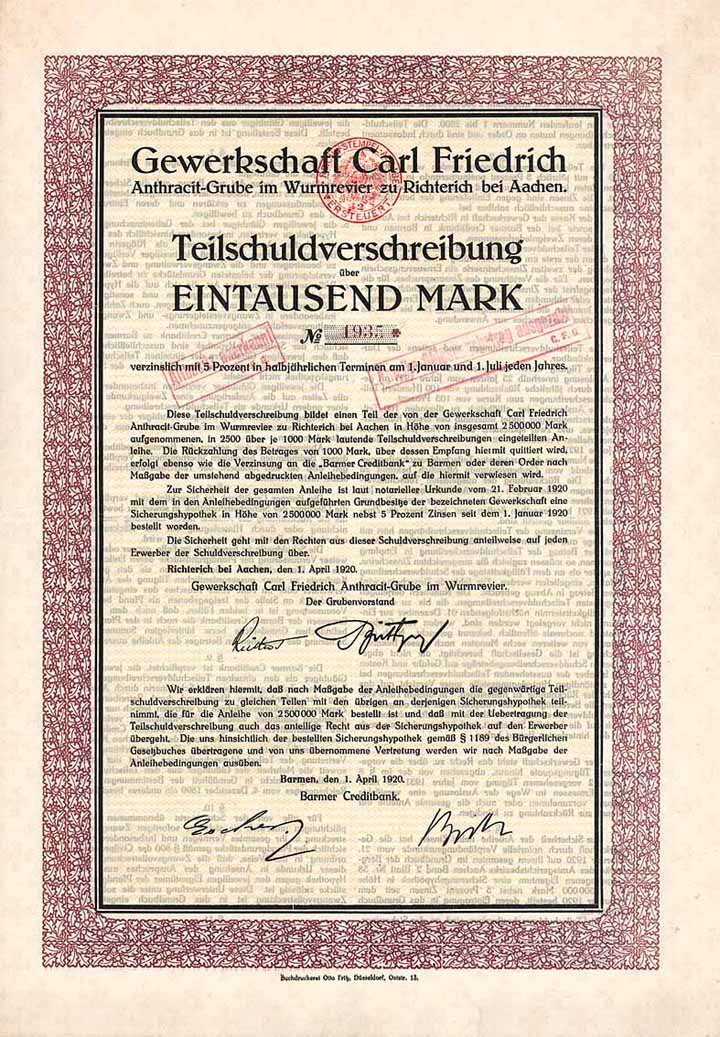 Gewerkschaft Carl Friedrich
Anthracit-Grube im Wurmrevier zu Richterich bei Aachen.
Teilschuldverschreibung
über
EINTAUSEND MARK
№ 1935 *
C. F. G.
verzinslich mit 5 Prozent in halbjährlichen Terminen am 1. Januar und 1. Juli jeden Jahres.
Diese Teilschuldverschreibung bildet einen Teil der von der Gewerkschaft Carl Friedrich
Anthracit-Grube im Wurmrevier zu Richterich bei Aachen in Höhe von insgesamt 2 500 000 Mark
aufgenommenen, in 2500 über je 1000 Mark lautende Teilschuldverschreibungen eingeteilten An-
leihe. Die Rückzahlung des Betrages von 1000 Mark, über dessen Empfang hiermit quittiert wird,
erfolgt ebenso wie die Verzinsung an die „Barmer Creditbank" zu Barmen oder deren Order nach
Maßgabe der umstehend abgedruckten Anleihebedingungen, auf die hiermit verwiesen wird.
Zur Sicherheit der gesamten Anleihe ist laut notarieller Urkunde vom 21. Februar 1920
mit dem in den Anleihebedingungen aufgeführten Grundbesitze der bezeichneten Gewerkschaft eine
Sicherungshypothek in Höhe von 2500000 Mark nebst 5 Prozent Zinsen seit dem 1. Januar 1920
bestellt worden.
Die Sicherheit geht mit den Rechten aus dieser Schuldverschreibung anteilweise auf jeden
Erwerber der Schuldverschreibung über.
Richterich bei Aachen, den 1. April 1920.
Gewerkschaft Carl Friedrich Anthracit-Grube im Wurmrevier.
Der Grubenvorstand
Wir erklären hiermit, daß nach Maßgabe der Anleihebedingungen die gegenwärtige Teil-
schuldverschreibung zu gleichen Teilen mit den übrigen an derjenigen Sicherungshypothek teil-
nimmt, die für die Anleihe von 2500000 Mark bestellt ist und daß mit der Uebertragung der
Teilschuldverschreibung auch das anteilige Recht aus der Sicherungshypothek auf den Erwerber
übergeht. Die uns hinsichtlich der bestellten Sicherungshypothek gemäß § 1189 des Bürgerlichen
Gesetzbuches übertragene und von uns übernommene Vertretung werden wir nach Maßgabe der
Anleihebedingungen ausüben.
Barmen, den 1. April 1920.
Barmer Creditbank.
Buchdruckerei Otto Fritz, Düsseldorf, Oststr. 13.